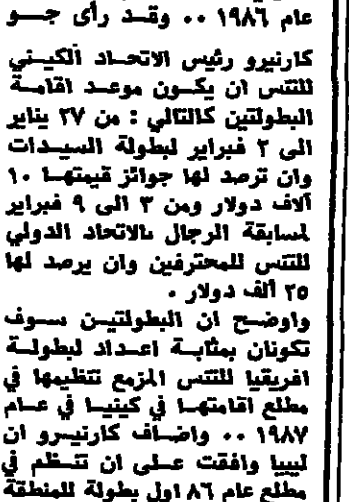 عام ١٩٨٦ ٠٠ وقد رأى جو
كارنيرو رئيس الاتحاد الكيني
للتنس ان يكون موعد اقامة
البطولتين كالتالي : من ٢٧ يناير
الى ٢ فبراير لبطولة السيدات
وان ترصد لها جوائز قيمتها ١٠
آلاف دولار ومن ٣ الى ٩ فبراير
لمسابقة الرجال بالاتحاد الدولي
للتنس للمحترفين وان يرصد لها
٢٥ ألف دولار ٠
واوضح ان البطولتين سوف
تكونان بمثابة اعداد لبطولة
افريقيا للتنس المزمع تنظيمها في
مطلع اقامتها في كينيا في عام
١٩٨٧ ٠٠ واضاف كارنيرو ان
ليبيا وافقت على ان تنظم في
مطلع عام ٨٦ اول بطولة للمنطقة